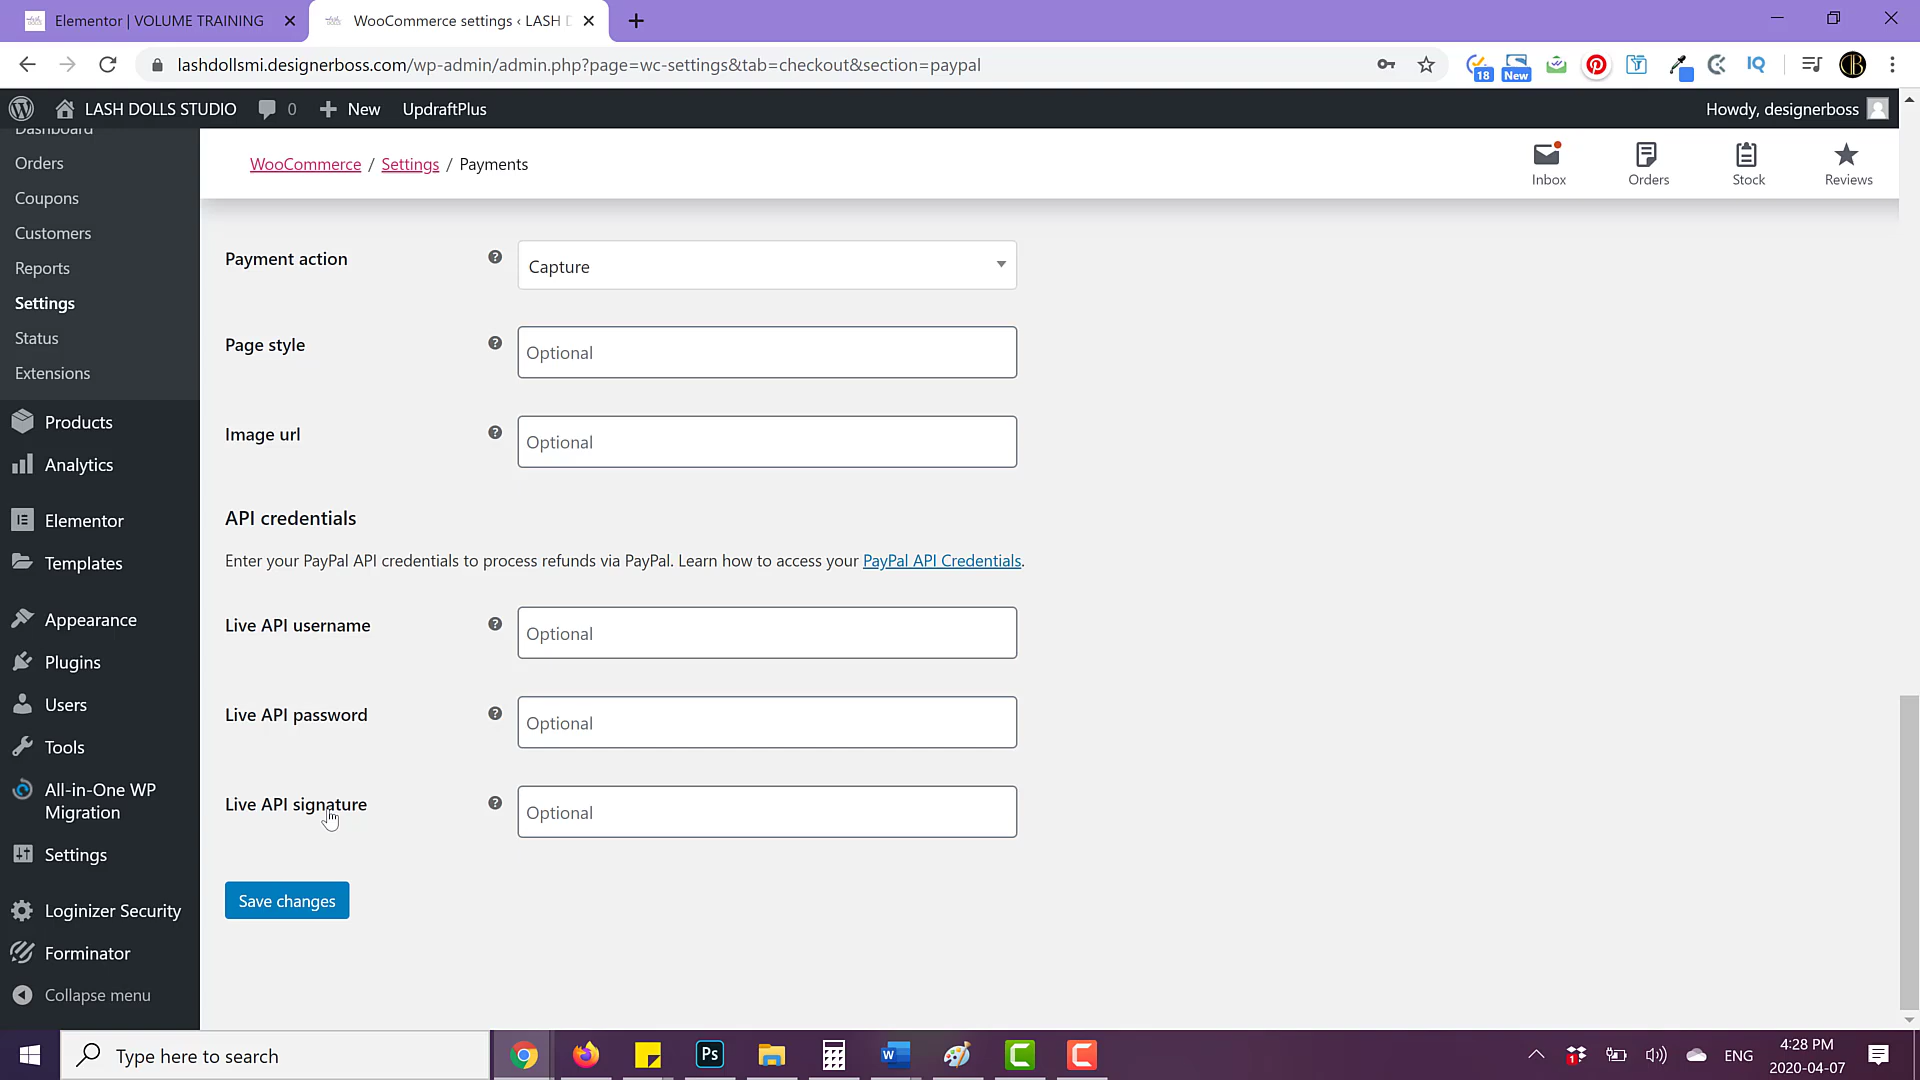 Elementor | VOLUME TRAINING
WooCommerce settings ‹ LASH
lashdollsmi.designerboss.com/wp-admin/admin.php?page=wc-settings&tab=checkout&section=paypal
18
New
IQ
LASH DOLLS STUDIO
0
New
UpdraftPlus
Howdy, designerboss
Dashboard
Orders
Coupons
Customers
Reports
Settings
Status
Extensions
Products
Analytics
Elementor
Templates
Appearance
Plugins
Users
Tools
All-in-One WP
Migration
Settings
Loginizer Security
Forminator
Collapse menu
WooCommerce / Settings / Payments
Inbox
Orders
Stock
Reviews
Payment action
Capture
Page style
Optional
Image url
Optional
API credentials
Enter your PayPal API credentials to process refunds via PayPal. Learn how to access your PayPal API Credentials.
Live API username
Optional
Live API password
Optional
Live API signature
Optional
Save changes
Type here to search
Ps
W
1
ENG
4:28 PM
2020-04-07